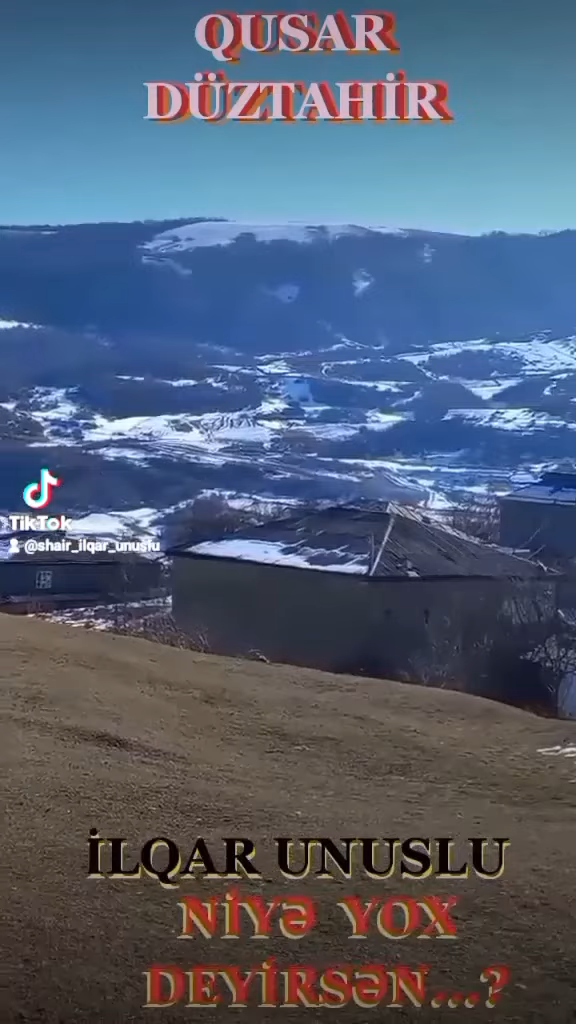 QUSAR
DÜZTAHİR
TikTok
@shair_ilqar_unuslu
İLQAR UNUSLU
NİYƏ YOX
DEYİRSƏN...?